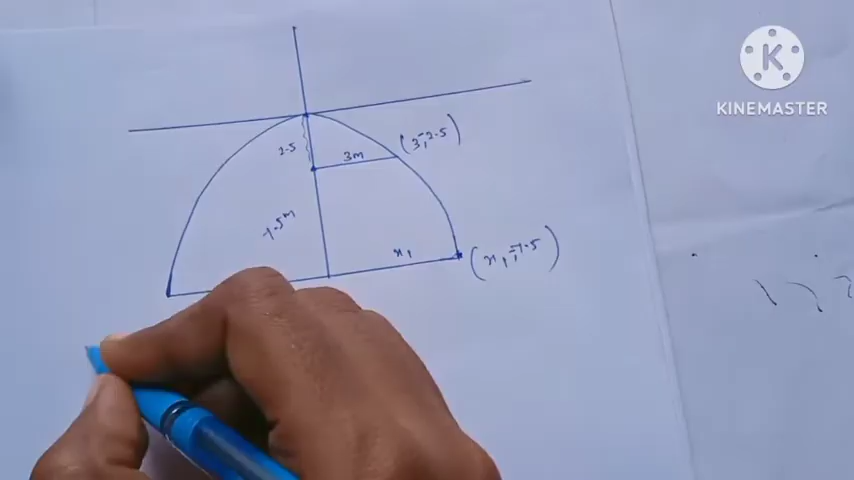 K
KINEMASTER
2.5
3m
(3,-2.5)
7.5m
x₁
(x₁,-7.5)